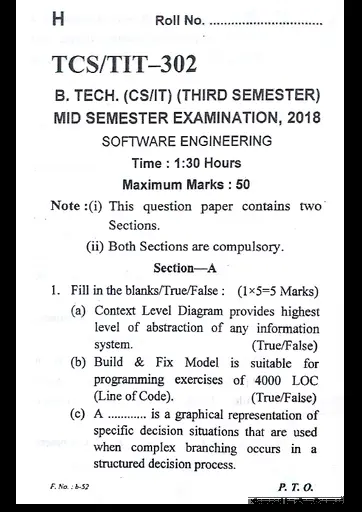 H Roll No. ................................
TCS/TIT–302
B. TECH. (CS/IT) (THIRD SEMESTER)
MID SEMESTER EXAMINATION, 2018
SOFTWARE ENGINEERING
Time : 1:30 Hours
Maximum Marks : 50
Note :(i) This question paper contains two
Sections.
(ii) Both Sections are compulsory.
Section—A
1. Fill in the blanks/True/False : (1×5=5 Marks)
(a) Context Level Diagram provides highest
level of abstraction of any information
system. (True/False)
(b) Build & Fix Model is suitable for
programming exercises of 4000 LOC
(Line of Code). (True/False)
(c) A ............ is a graphical representation of
specific decision situations that are used
when complex branching occurs in a
structured decision process.
F. No. : b-52 P. T. O.